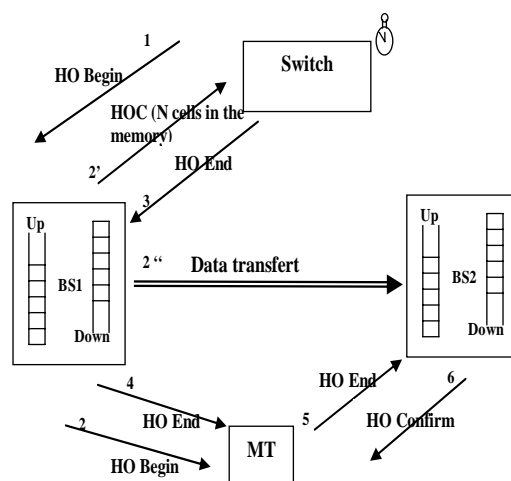 1
HO Begin
Switch
HOC (N cells in the
memory)
2’
HO End
3
Up
BS1
Down
2 “ Data transfert
Up
BS2
Down
4
HO End
2
HO Begin
MT
5
HO End
6
HO Confirm